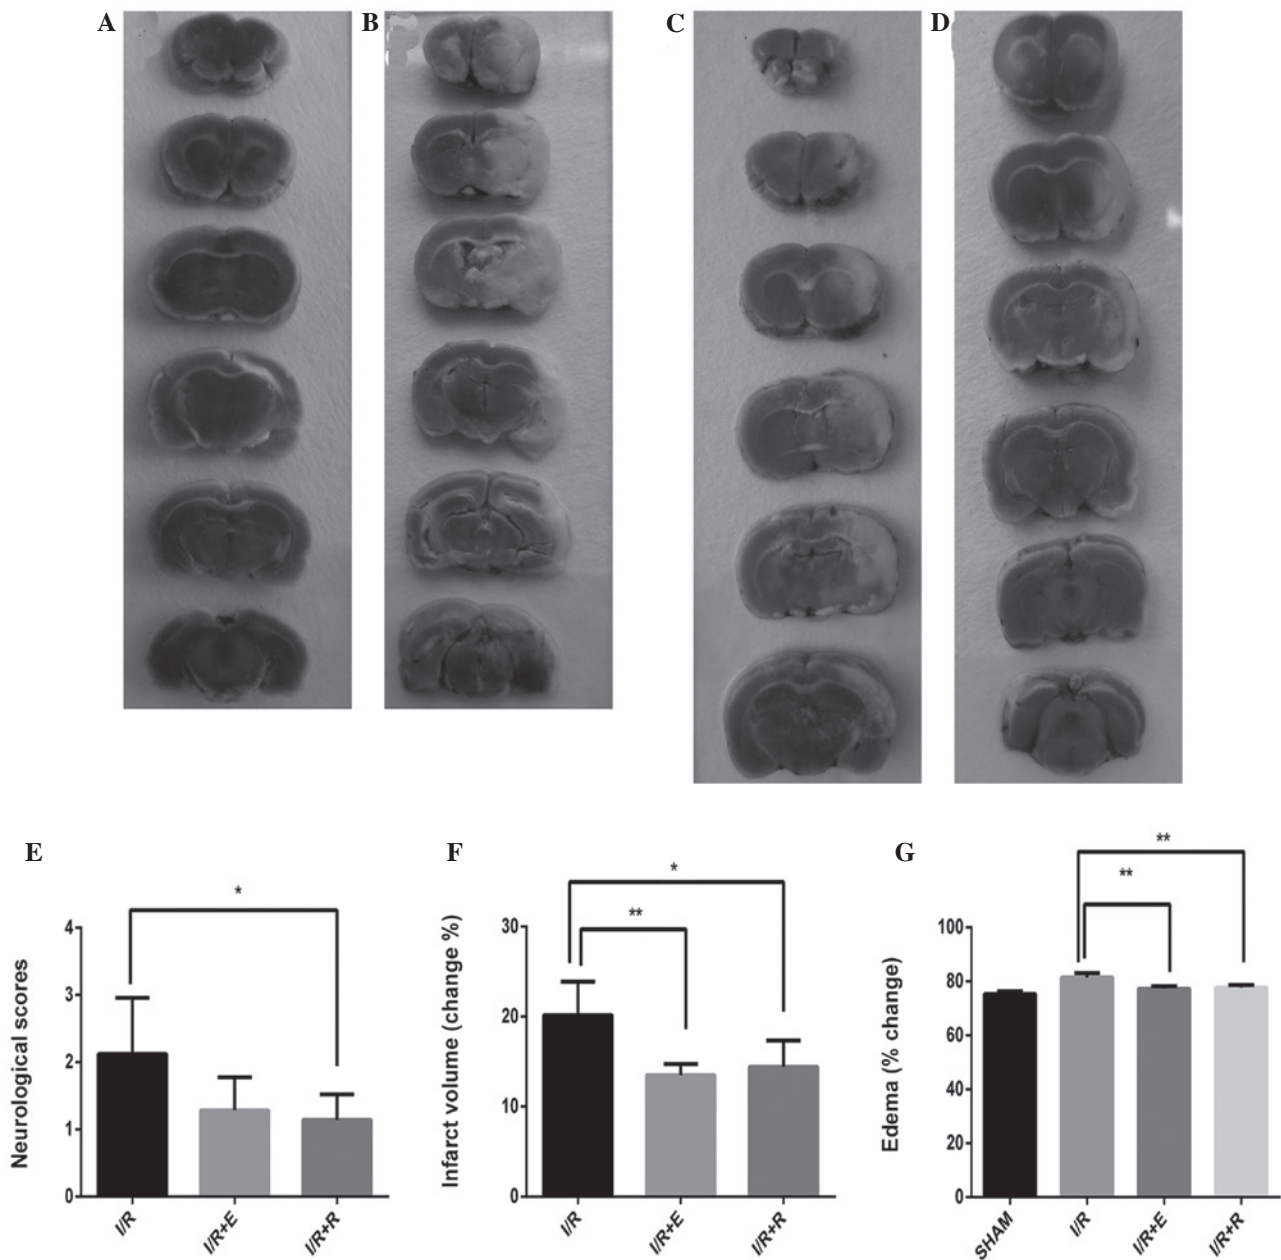 A
B
C
D
E
*
Neurological scores
4
3
2
1
0
I/R
I/R+E
I/R+R
F
*
**
Infarct volume (change %)
30
20
10
0
I/R
I/R+E
I/R+R
G
**
**
Edema (% change)
100
80
60
40
20
0
SHAM
I/R
I/R+E
I/R+R